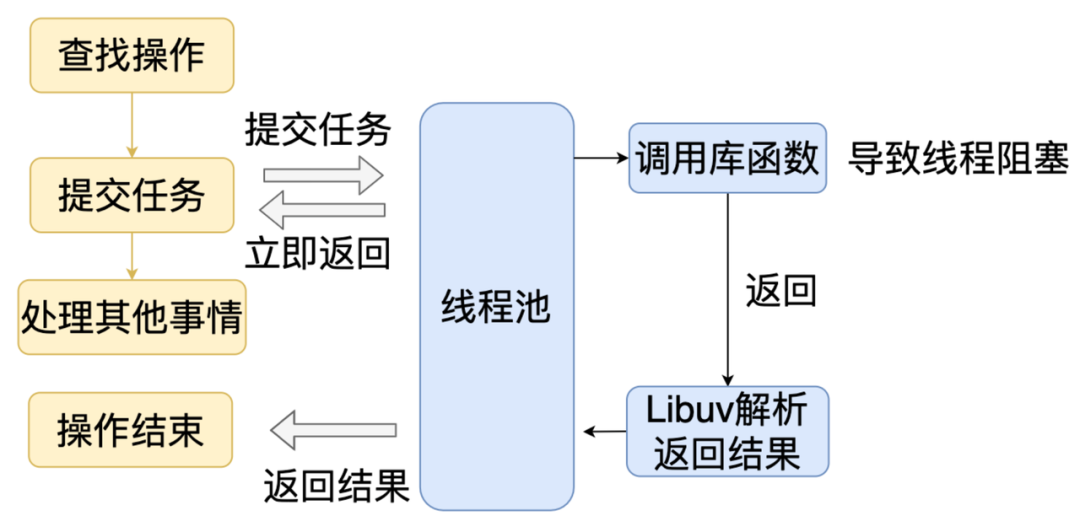 查找操作
提交任务
提交任务
立即返回
处理其他事情
操作结束
返回结果
线程池
调用库函数
导致线程阻塞
返回
Libuv解析
返回结果